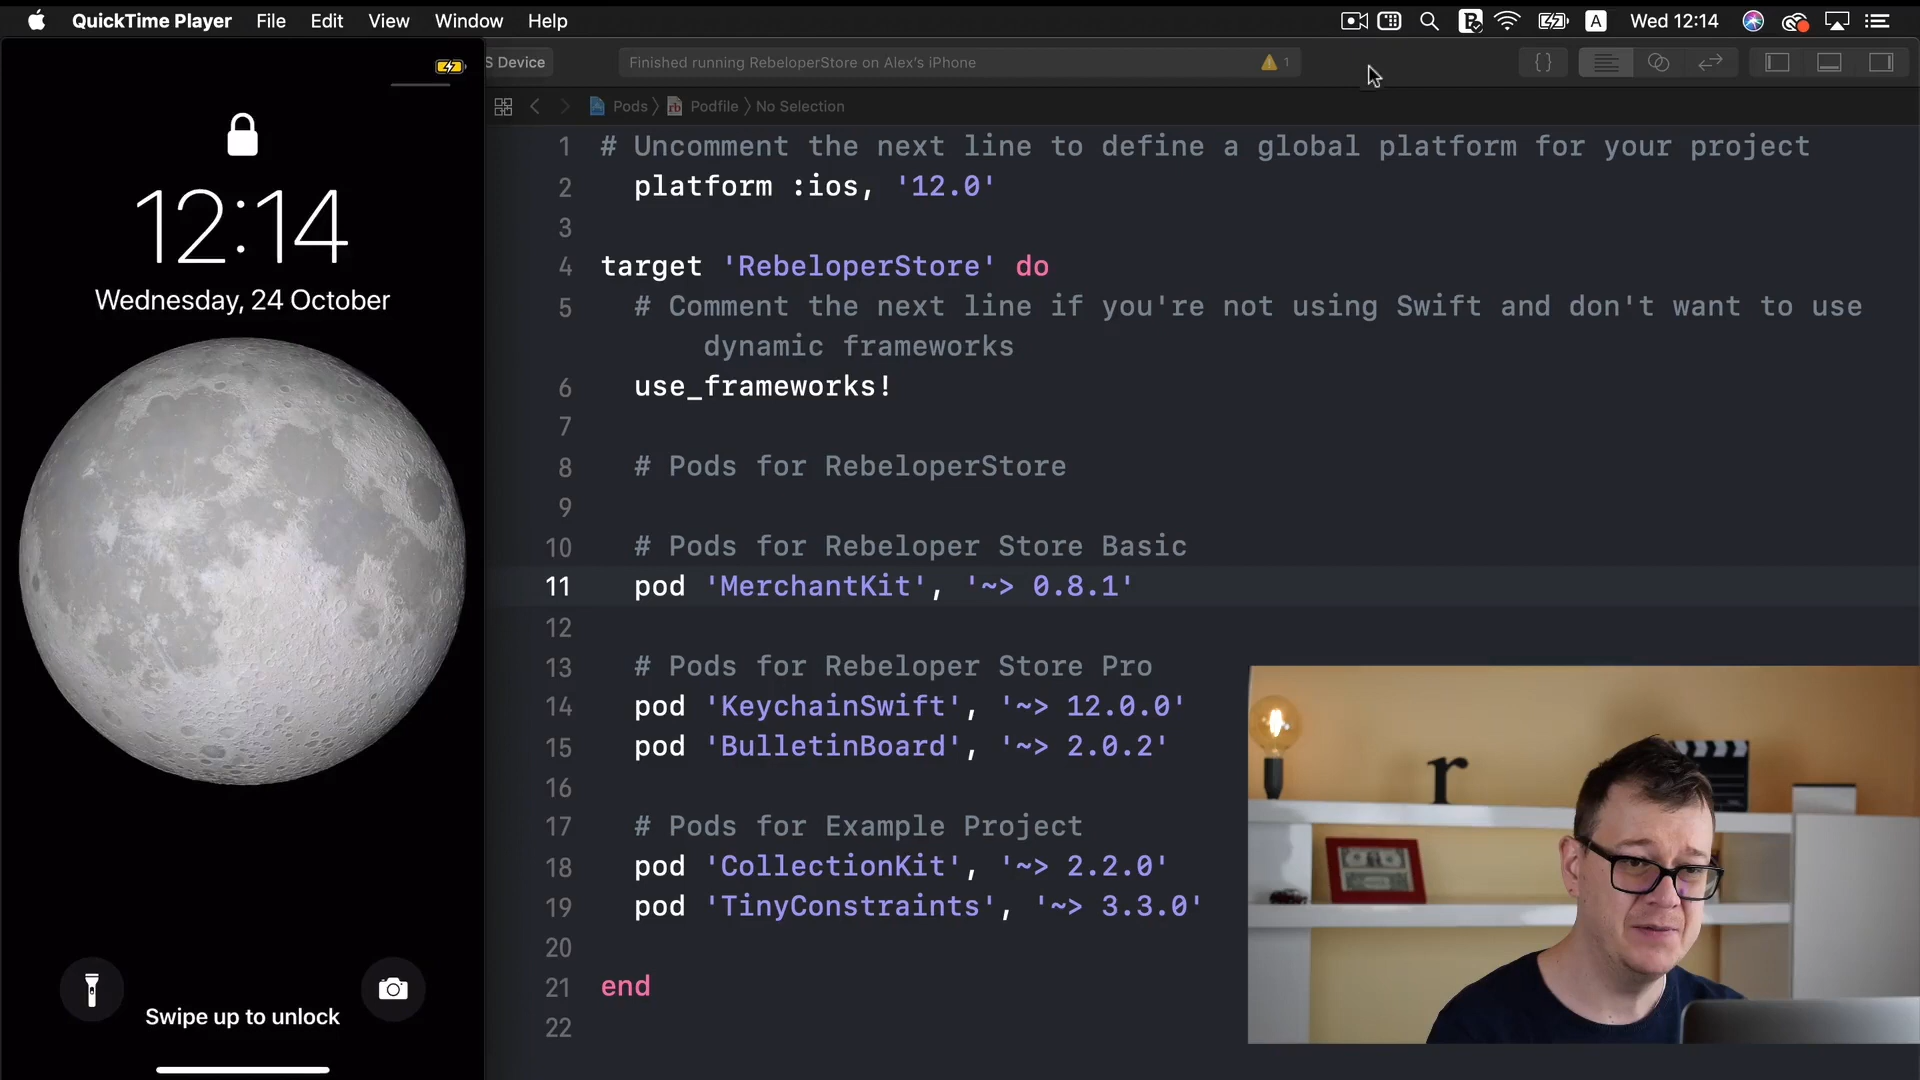 QuickTime Player File Edit View Window Help Wed 12:14
S Device Finished running RebeloperStore on Alex's iPhone 1
Pods Podfile No Selection
12:14
Wednesday, 24 October
Swipe up to unlock
1 # Uncomment the next line to define a global platform for your project
2 platform :ios, '12.0'
3
4 target 'RebeloperStore' do
5 # Comment the next line if you're not using Swift and don't want to use
dynamic frameworks
6 use_frameworks!
7
8 # Pods for RebeloperStore
9
10 # Pods for Rebeloper Store Basic
11 pod 'MerchantKit', '~> 0.8.1'
12
13 # Pods for Rebeloper Store Pro
14 pod 'KeychainSwift', '~> 12.0.0'
15 pod 'BulletinBoard', '~> 2.0.2'
16
17 # Pods for Example Project
18 pod 'CollectionKit', '~> 2.2.0'
19 pod 'TinyConstraints', '~> 3.3.0'
20
21 end
22
r